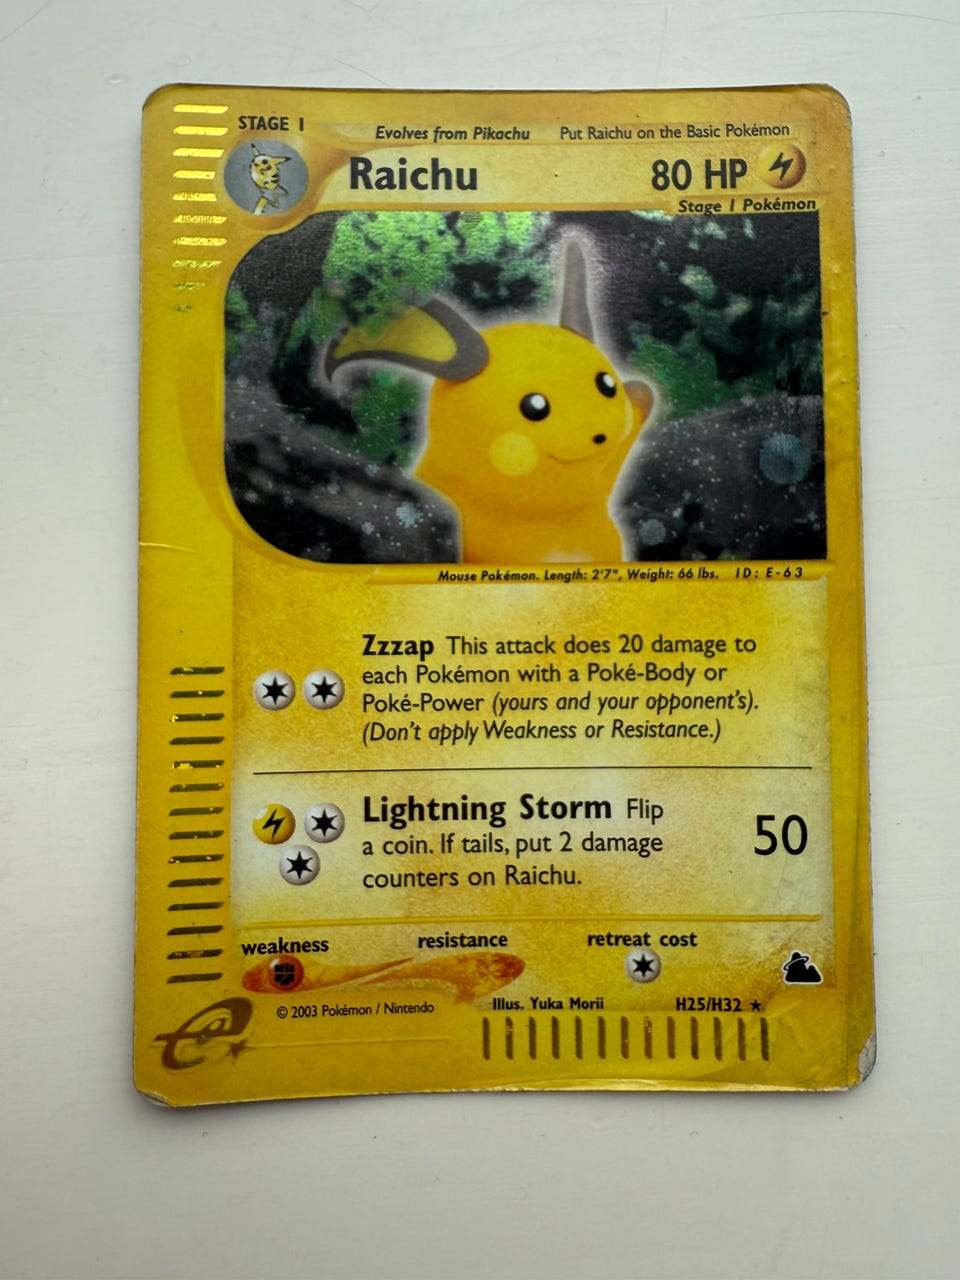 STAGE 1
Evolves from Pikachu Put Raichu on the Basic Pokémon
Raichu 80 HP
Stage 1 Pokémon
Mouse Pokémon. Length: 2'7", Weight: 66 lbs. ID: E-63
Zzzap This attack does 20 damage to
each Pokémon with a Poké-Body or
Poké-Power (yours and your opponent's).
(Don't apply Weakness or Resistance.)
Lightning Storm Flip
a coin. If tails, put 2 damage
counters on Raichu.
50
weakness resistance retreat cost
© 2003 Pokémon / Nintendo Illus. Yuka Morii H25/H32 ★
e